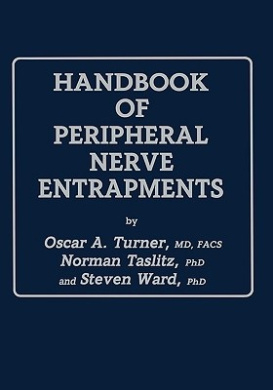 HANDBOOK
OF
PERIPHERAL
NERVE
ENTRAPMENTS
by
Oscar A. Turner, MD, FACS
Norman Taslitz, PhD
and Steven Ward, PhD